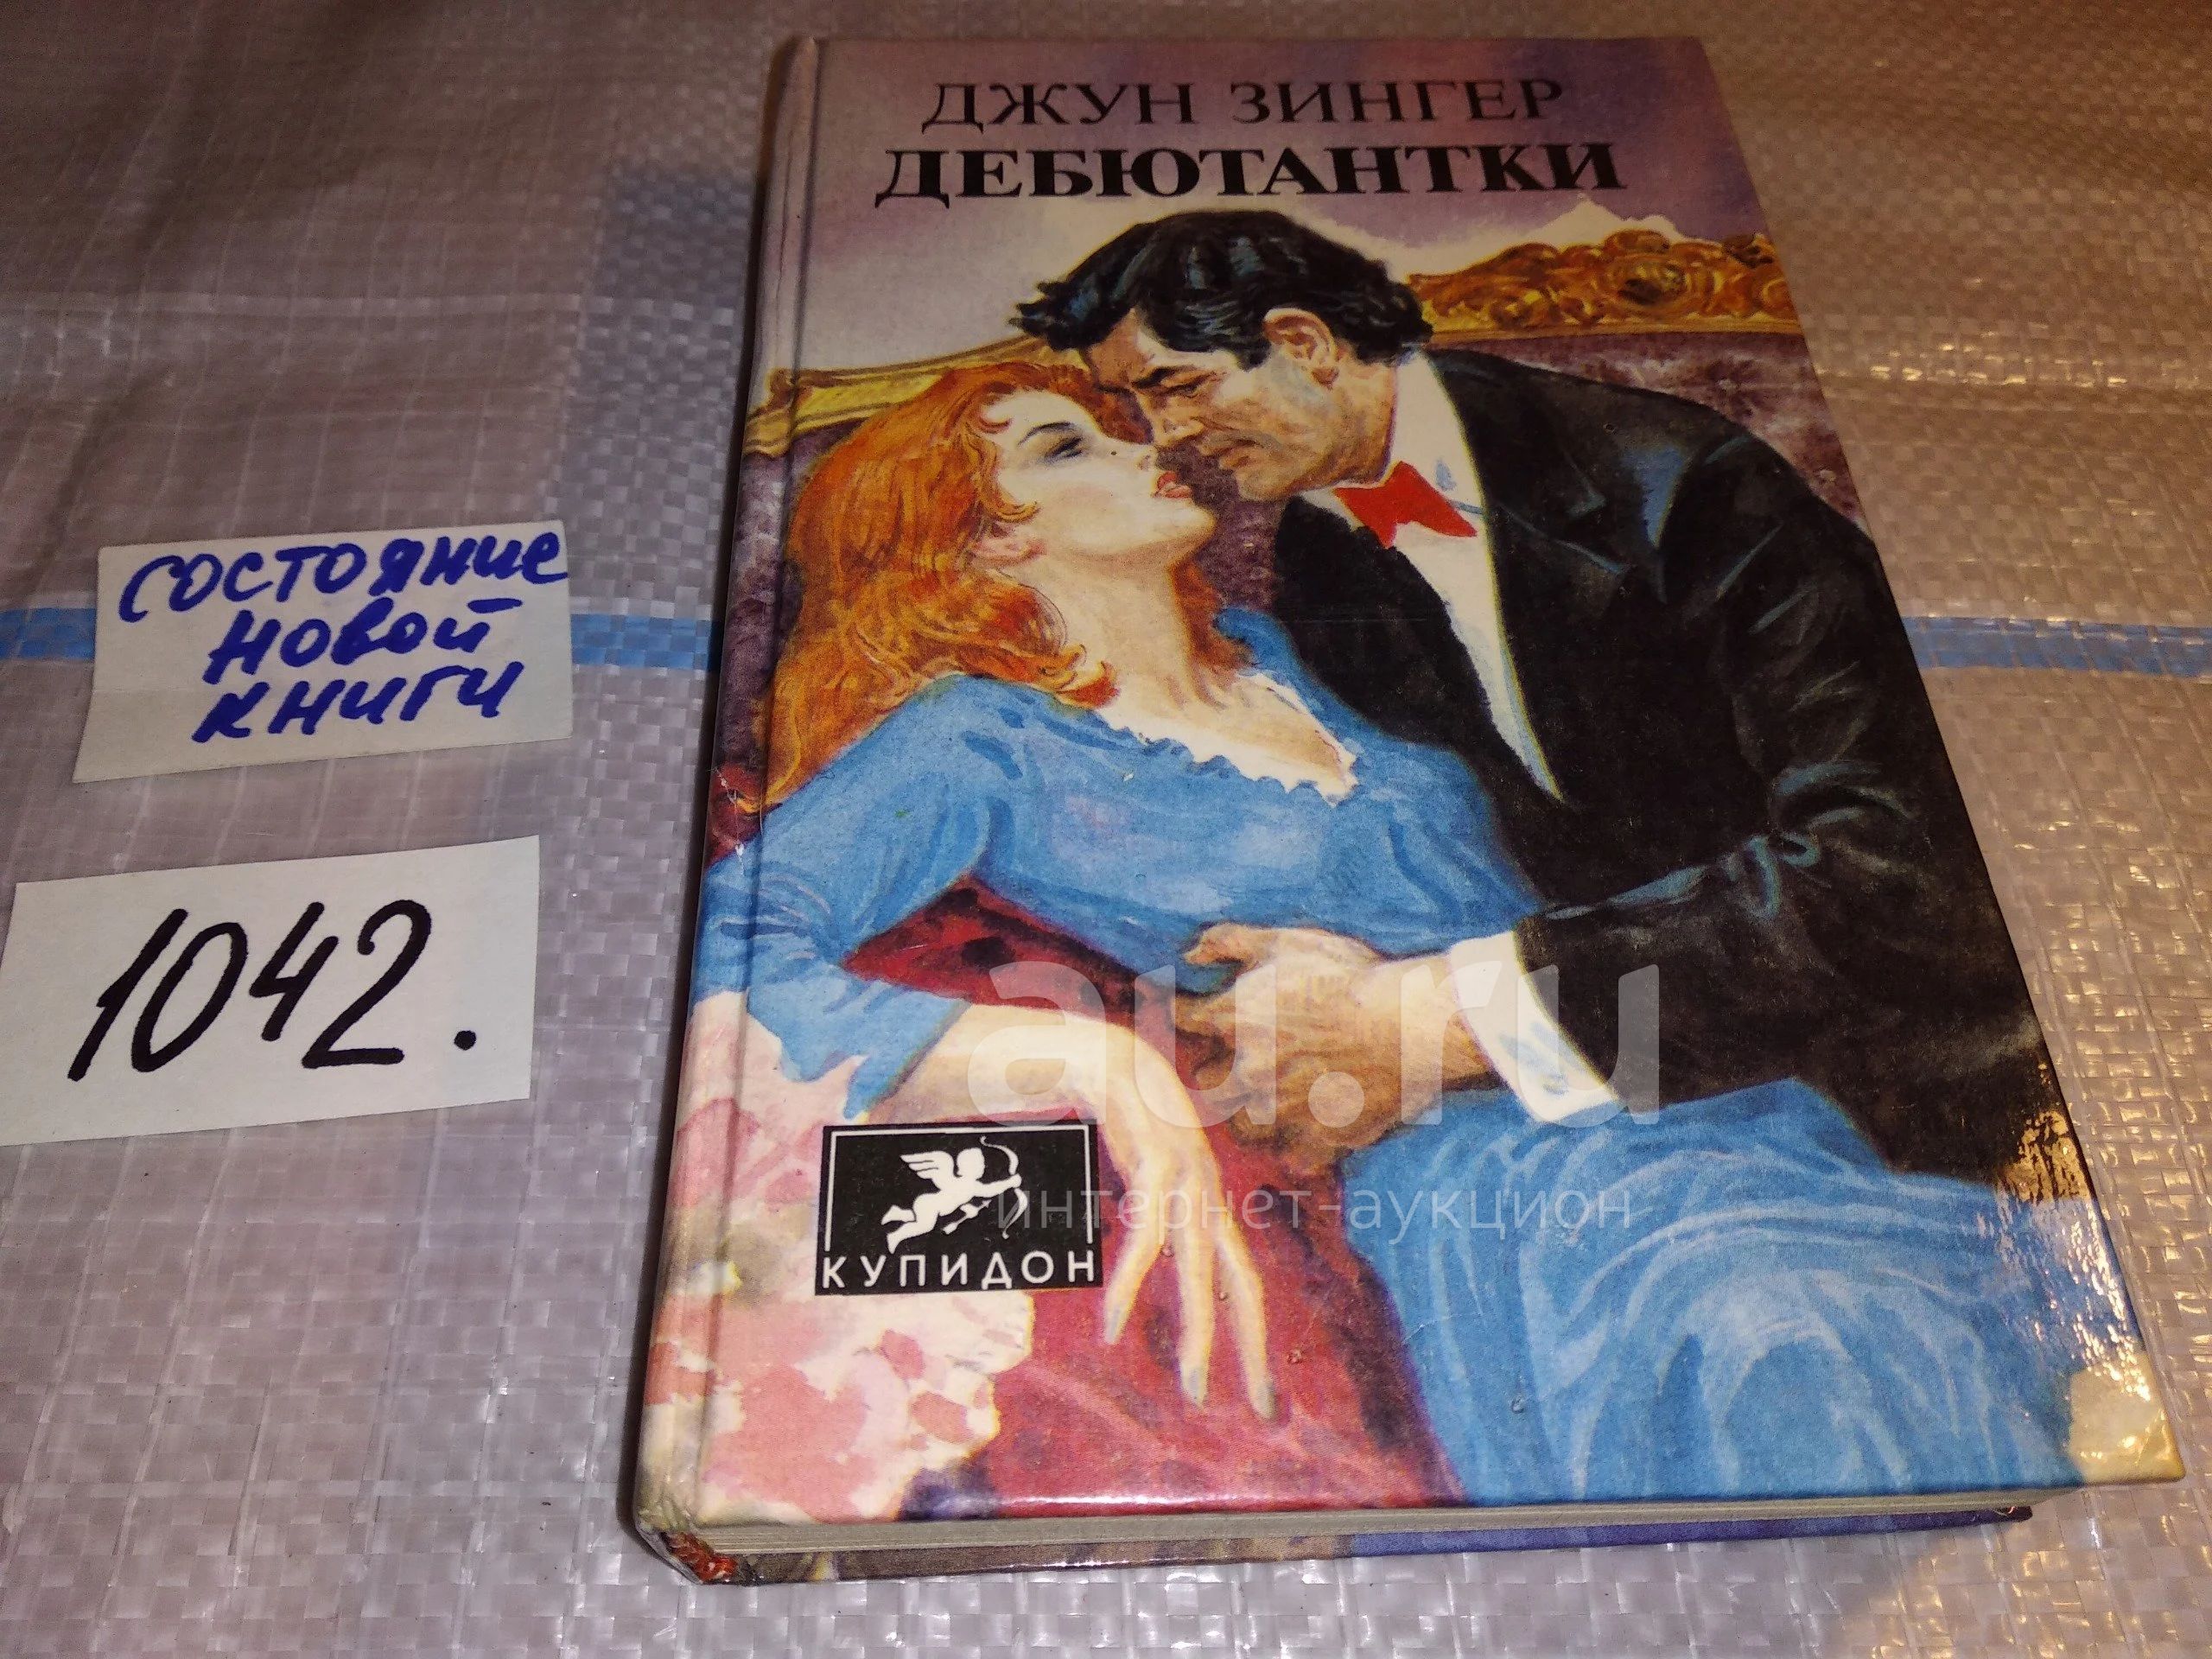 ДЖУН ЗИНГЕР
ДЕБЮТАНТКИ
состояние
новой
книги
1042.
au.ru
интернет-аукцион
КУПИДОН